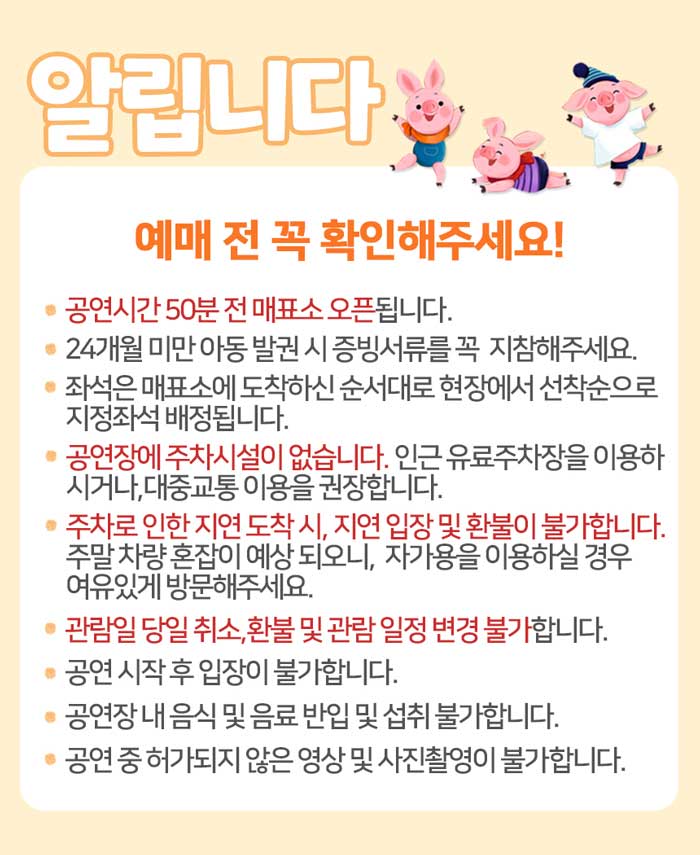 알립니다
예매 전 꼭 확인해주세요!
공연시간 50분 전 매표소 오픈됩니다.
24개월 미만 아동 발권 시 증빙서류를 꼭 지참해주세요.
좌석은 매표소에 도착하신 순서대로 현장에서 선착순으로
지정좌석 배정됩니다.
공연장에 주차시설이 없습니다. 인근 유료주차장을 이용하
시거나,대중교통 이용을 권장합니다.
주차로 인한 지연 도착 시, 지연 입장 및 환불이 불가합니다.
주말 차량 혼잡이 예상 되오니, 자가용을 이용하실 경우
여유있게 방문해주세요.
관람일 당일 취소,환불 및 관람 일정 변경 불가합니다.
공연 시작 후 입장이 불가합니다.
공연장 내 음식 및 음료 반입 및 섭취 불가합니다.
공연 중 허가되지 않은 영상 및 사진촬영이 불가합니다.